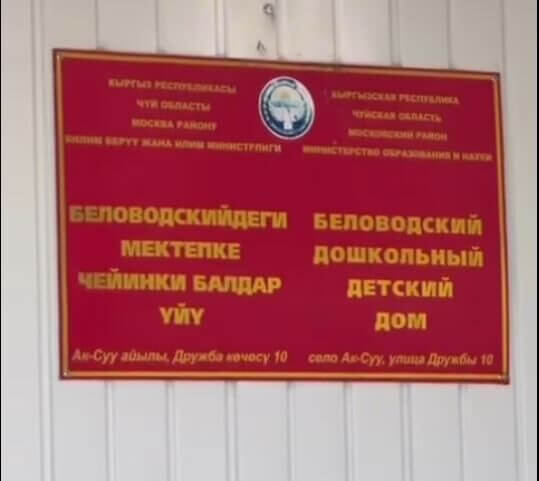 КЫРГЫЗ РЕСПУБЛИКАСЫ
ЧҮЙ ОБЛАСТЫ
МОСКВА РАЙОНУ
БИЛИМ БЕРҮҮ ЖАНА ИЛИМ МИНИСТРЛИГИ
БЕЛОВОДСКИЙДЕГИ
МЕКТЕПКЕ
ЧЕЙИНКИ БАЛДАР
ҮЙҮ
Ак-Суу айылы, Дружба көчөсү 10
КЫРГЫЗСКАЯ РЕСПУБЛИКА
ЧУЙСКАЯ ОБЛАСТЬ
МОСКОВСКИЙ РАЙОН
МИНИСТЕРСТВО ОБРАЗОВАНИЯ И НАУКИ
БЕЛОВОДСКИЙ
ДОШКОЛЬНЫЙ
ДЕТСКИЙ
ДОМ
село Ак-Суу, улица Дружбы 10